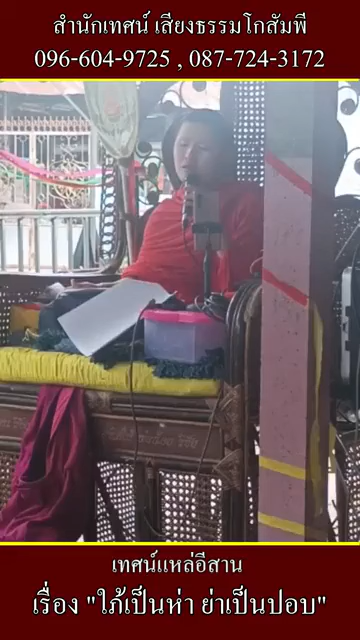 สำนักเทศน์ เสียงธรรมโกสัมพี
096-604-9725 , 087-724-3172
เทศน์แหล่อีสาน
เรื่อง "ใภ้เป็นห่า ย่าเป็นปอบ"